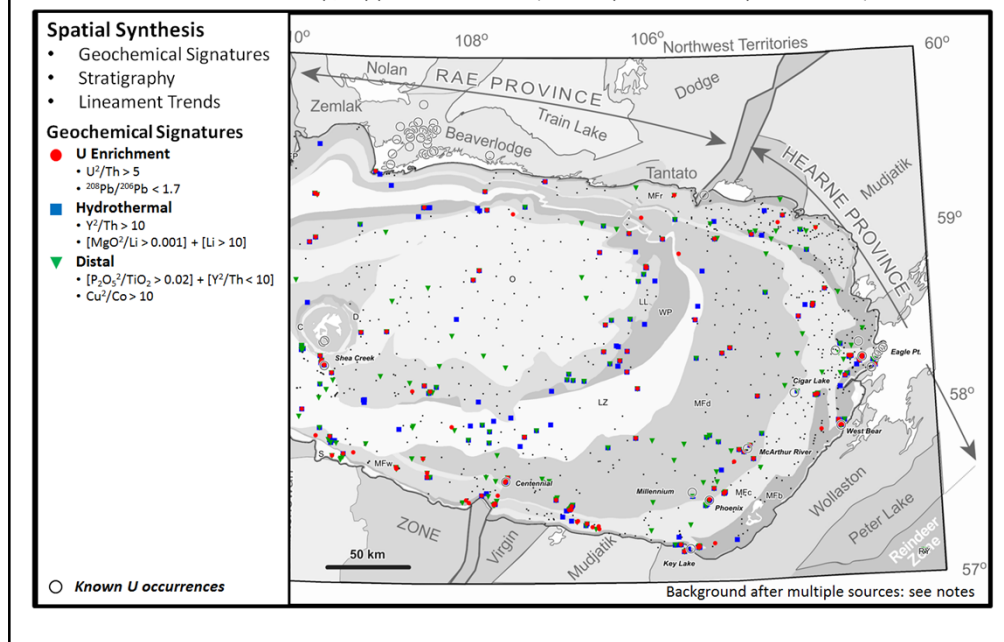 Spatial Synthesis
• Geochemical Signatures
• Stratigraphy
• Lineament Trends
Geochemical Signatures
U Enrichment
• U²/Th > 5
• ²⁰⁸Pb/²⁰⁶Pb < 1.7
Hydrothermal
• Y²/Th > 10
• [MgO²/Li > 0.001] + [Li > 10]
Distal
• [P₂O₅²/TiO₂ > 0.02] + [Y²/Th < 10]
• Cu²/Co > 10
Known U occurrences
0°
108°
106°
Northwest Territories
60°
Nolan
RAE PROVINCE
Dodge
Zemlak
Beaverlodge
Train Lake
Tantato
HEARNE PROVINCE
Mudjatik
59°
MFr
O
LL
WP
C
D
Shea Creek
Eagle Pt.
Cigar Lake
58°
LZ
MFd
West Bear
McArthur River
S
MFw
Centennial
Millennium
MFc
MFb
Phoenix
Wollaston
Peter Lake
Reindeer
Zone
ZONE
Virgin
Mudjatik
Key Lake
50 km
57°
Background after multiple sources: see notes